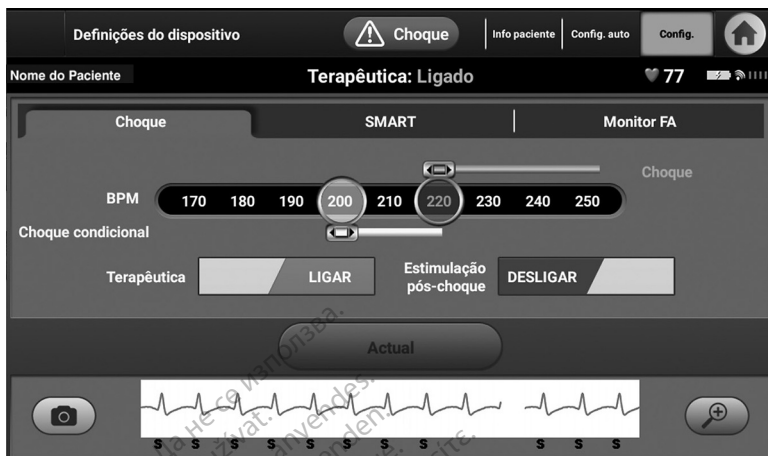 Definições do dispositivo
Choque
Info paciente
Config. auto
Config.
Nome do Paciente
Terapêutica: Ligado
77
Choque
SMART
Monitor FA
Choque
BPM
170 180 190 200 210 220 230 240 250
Choque condicional
Terapêutica
LIGAR
Estimulação
pós-choque
DESLIGAR
Actual
използва.
anvendes.
S S S S S S S S S S S